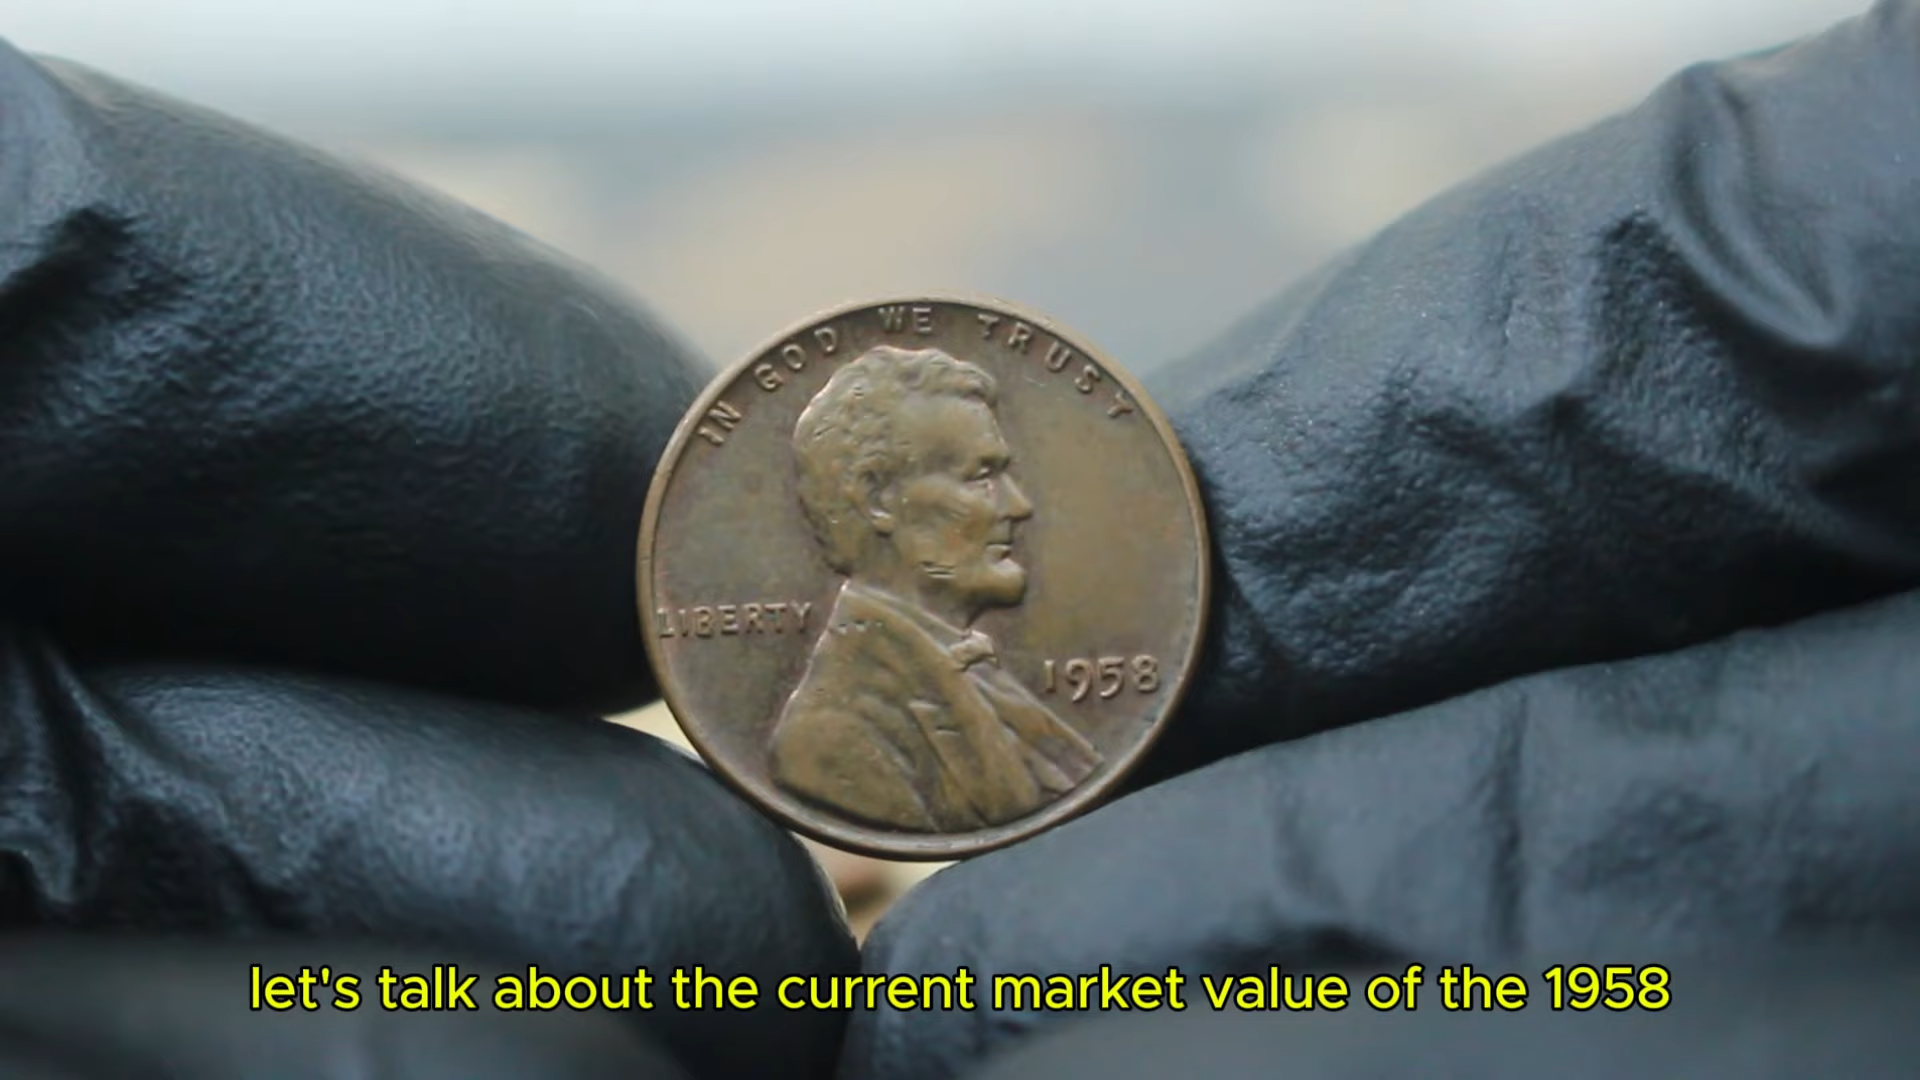 IN GOD WE TRUST
LIBERTY
1958
let's talk about the current market value of the 1958